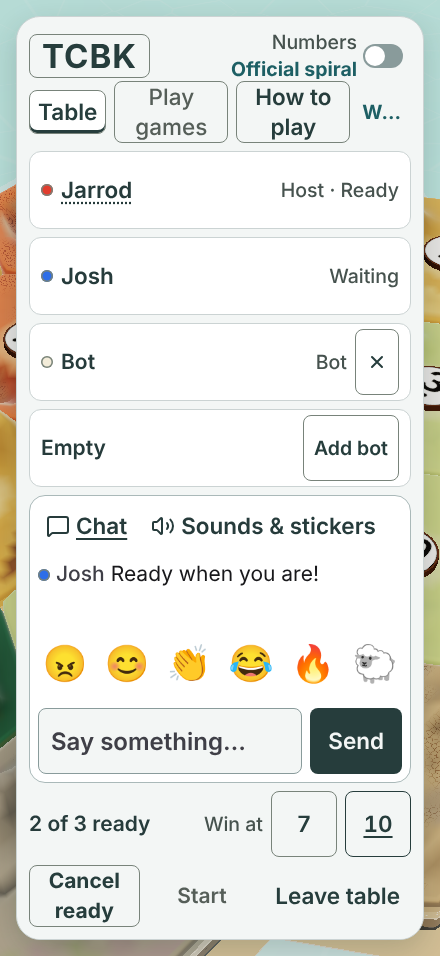 TCBK
Numbers
Official spiral
Table
Play games
How to play
W...
Jarrod
Host · Ready
Josh
Waiting
Bot
Bot
×
Empty
Add bot
Chat
Sounds & stickers
Josh Ready when you are!
Say something...
Send
2 of 3 ready
Win at
7
10
Cancel ready
Start
Leave table